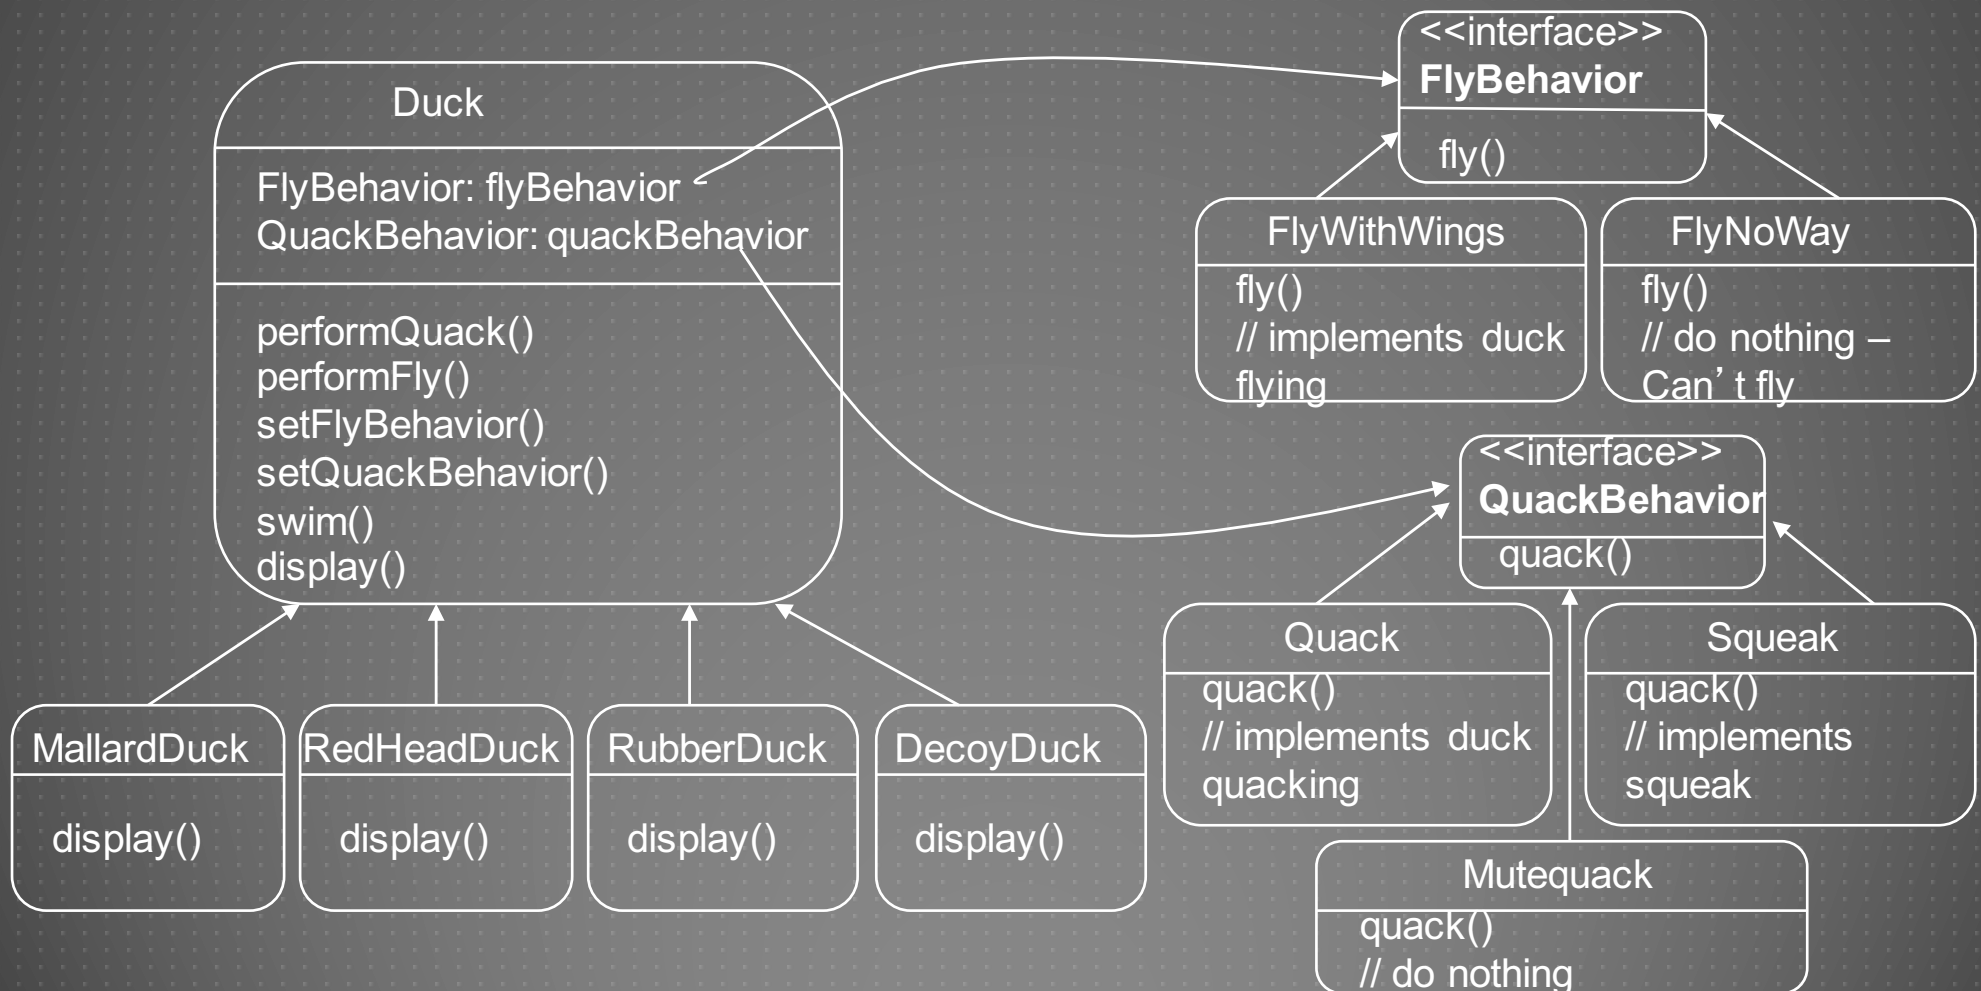 Duck
FlyBehavior: flyBehavior
QuackBehavior: quackBehavior
performQuack()
performFly()
setFlyBehavior()
setQuackBehavior()
swim()
display()
MallardDuck
display()
RedHeadDuck
display()
RubberDuck
display()
DecoyDuck
display()
<<interface>>
FlyBehavior
fly()
FlyWithWings
fly()
// implements duck
flying
FlyNoWay
fly()
// do nothing –
Can’t fly
<<interface>>
QuackBehavior
quack()
Quack
quack()
// implements duck
quacking
Squeak
quack()
// implements
squeak
Mutequack
quack()
// do nothing